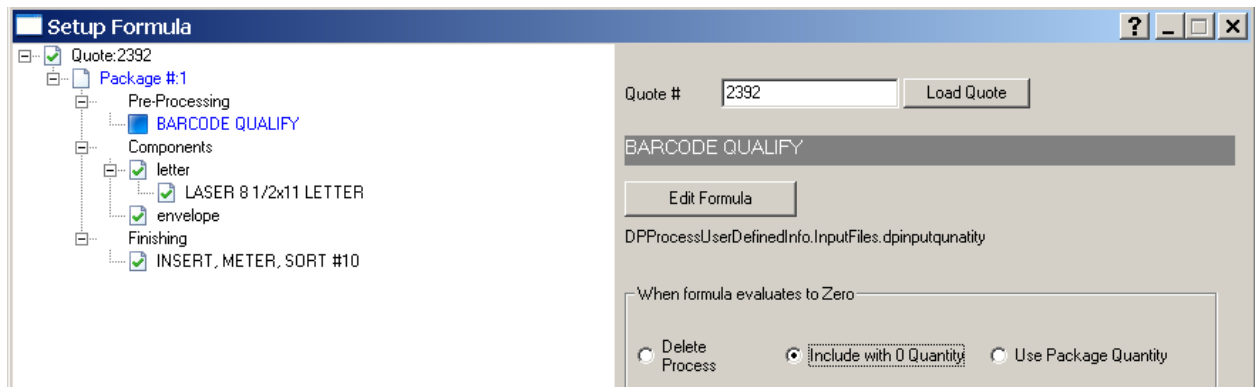 Setup Formula
Quote:2392
Package #:1
Pre-Processing
BARCODE QUALIFY
Components
letter
LASER 8 1/2x11 LETTER
envelope
Finishing
INSERT, METER, SORT #10
Quote # 2392 Load Quote
BARCODE QUALIFY
Edit Formula
DPProcessUserDefinedInfo.InputFiles.dpinputqunatity
When formula evaluates to Zero
Delete
Process
Include with 0 Quantity
Use Package Quantity